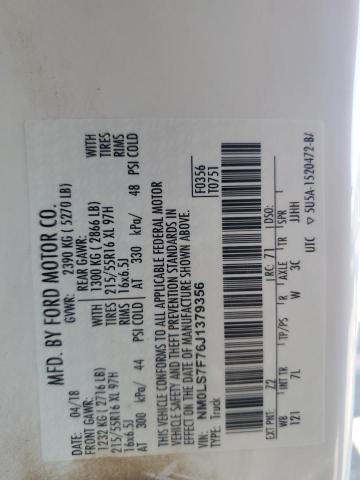 MFD. BY FORD MOTOR CO.
DATE: 04/18 GVWR: 2390 KG ( 5270 LB)
FRONT GAWR: REAR GAWR:
1232 KG ( 2716 LB) WITH 1300 KG ( 2866 LB) WITH
215/55R16 XL 97H TIRES 215/55R16 XL 97H TIRES
16x6.5J RIMS 16x6.5J RIMS
AT 300 kPa/ 44 PSI COLD AT 330 kPa/ 48 PSI COLD
THIS VEHICLE CONFORMS TO ALL APPLICABLE FEDERAL MOTOR
VEHICLE SAFETY AND THEFT PREVENTION STANDARDS IN
EFFECT ON THE DATE OF MANUFACTURE SHOWN ABOVE.
VIN: NM0LS7F76J1379356 F0356
TYPE: Truck T0751
EXT PNT: ZZ RC: 71 DSO:
WB INT TR TP/PS R AXLE TR SPR
121 7L W 3C JJHH
UTC ▽ 5U5A-1520472-B/